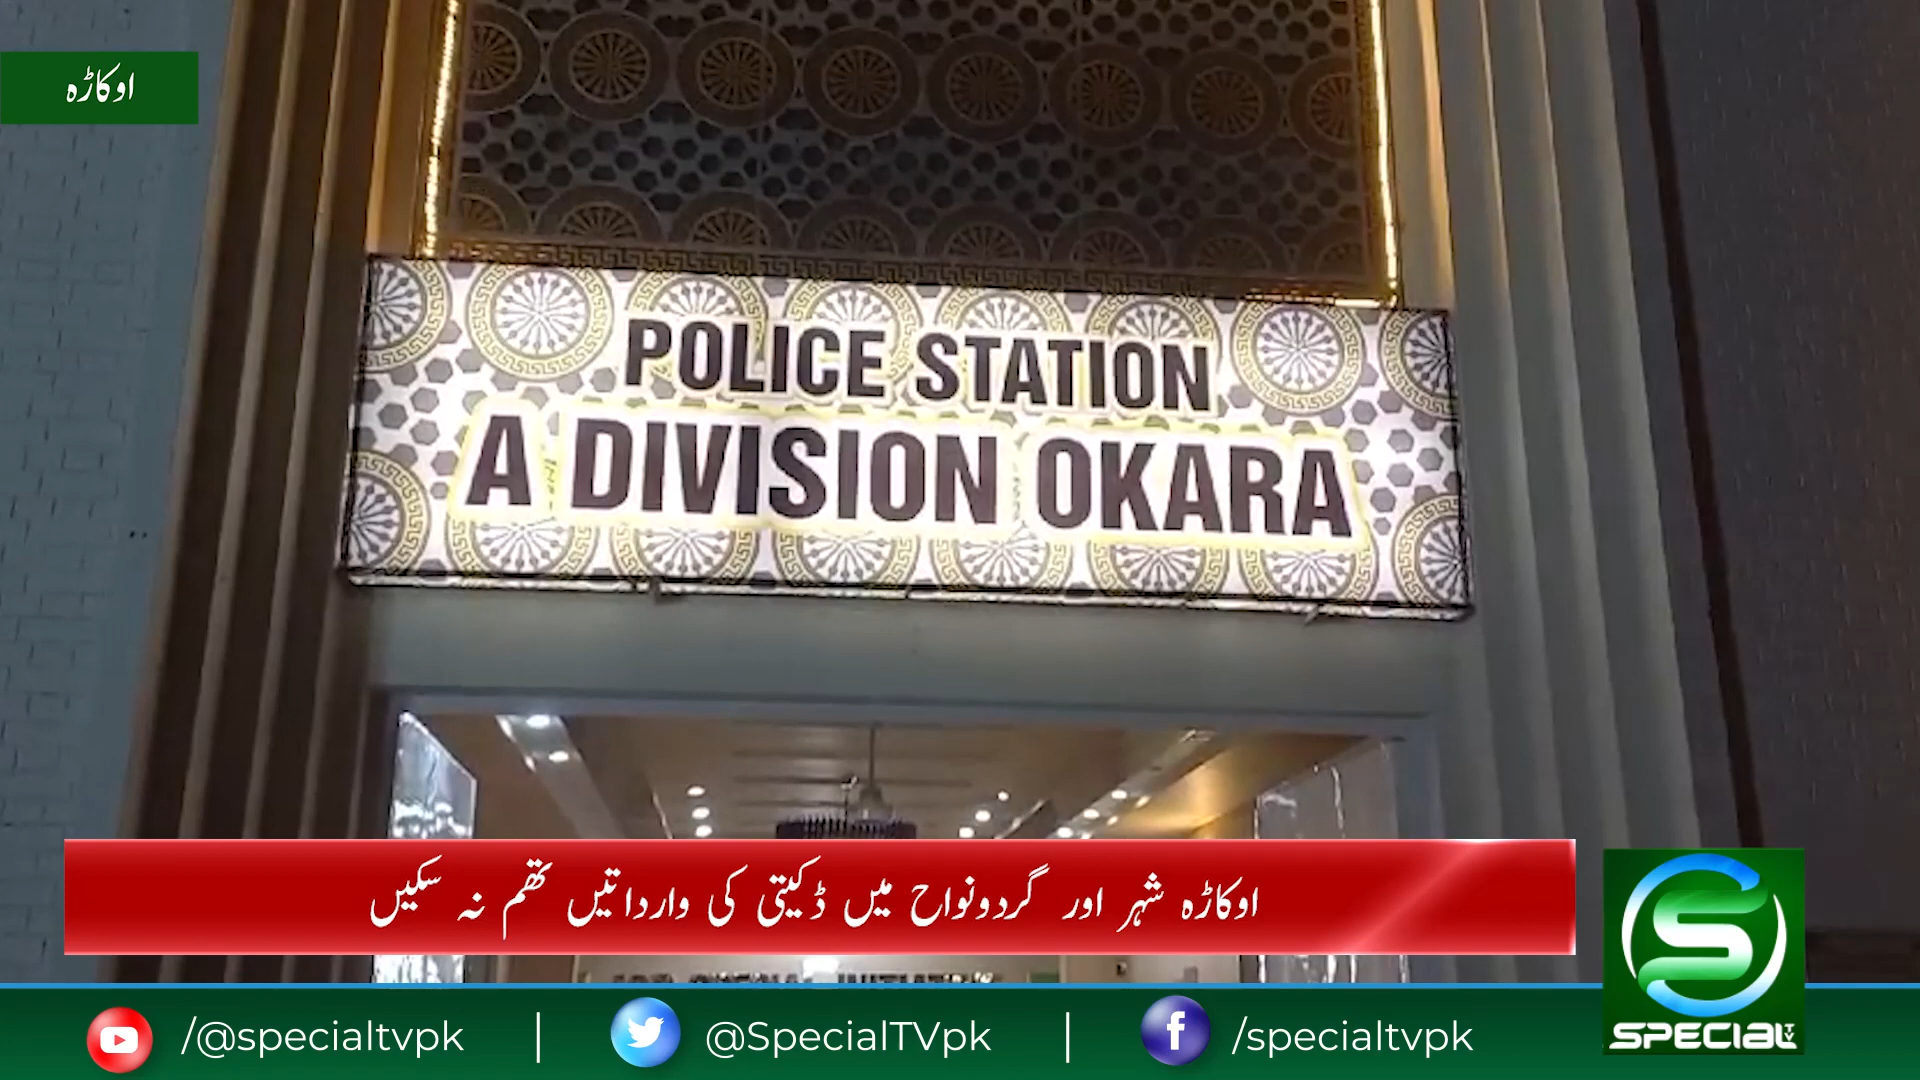 اوکاڑہ
POLICE STATION
A DIVISION OKARA
اوکاڑہ شہر اور گردونواح میں ڈکیتی کی وارداتیں تھم نہ سکیں
/@specialtvpk | @SpecialTVpk | /specialtvpk
S
SPECIAL TV